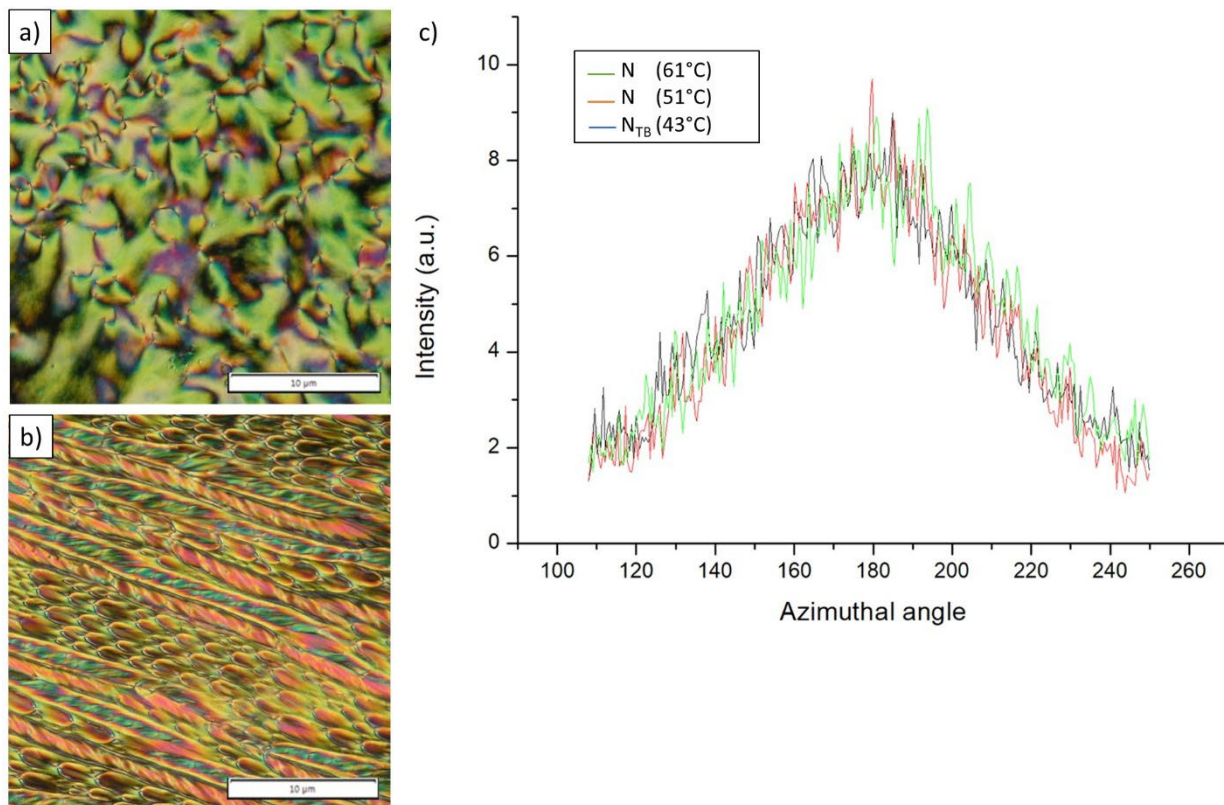 a)
10 µm
b)
10 µm
c)
N (61°C)
N (51°C)
N_TB (43°C)
Intensity (a.u.)
10
8
6
4
2
0
100 120 140 160 180 200 220 240 260
Azimuthal angle